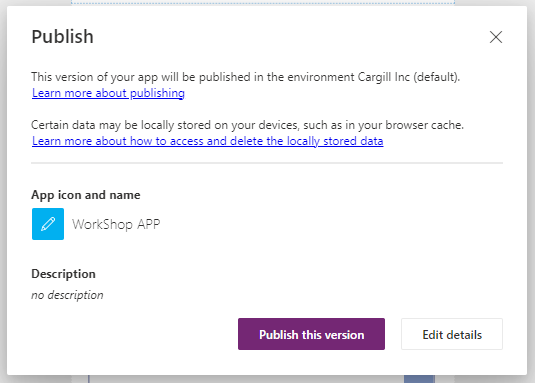 Publish
This version of your app will be published in the environment Cargill Inc (default).
Learn more about publishing
Certain data may be locally stored on your devices, such as in your browser cache.
Learn more about how to access and delete the locally stored data
App icon and name
WorkShop APP
Description
no description
Publish this version
Edit details